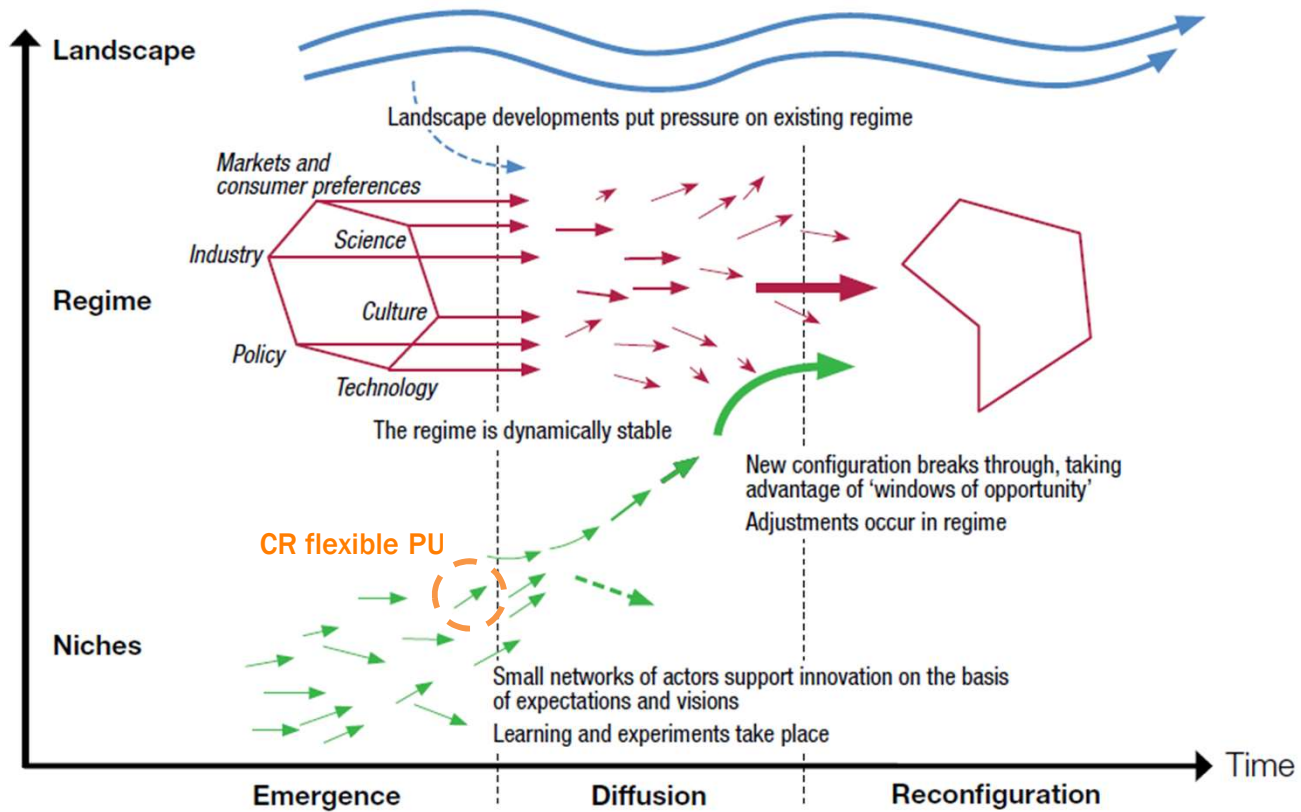 Landscape
Landscape developments put pressure on existing regime
Markets and
consumer preferences
Science
Industry
Regime
Culture
Policy
Technology
The regime is dynamically stable
New configuration breaks through, taking
advantage of ‘windows of opportunity’
Adjustments occur in regime
CR flexible PU
Niches
Small networks of actors support innovation on the basis
of expectations and visions
Learning and experiments take place
Time
Emergence
Diffusion
Reconfiguration